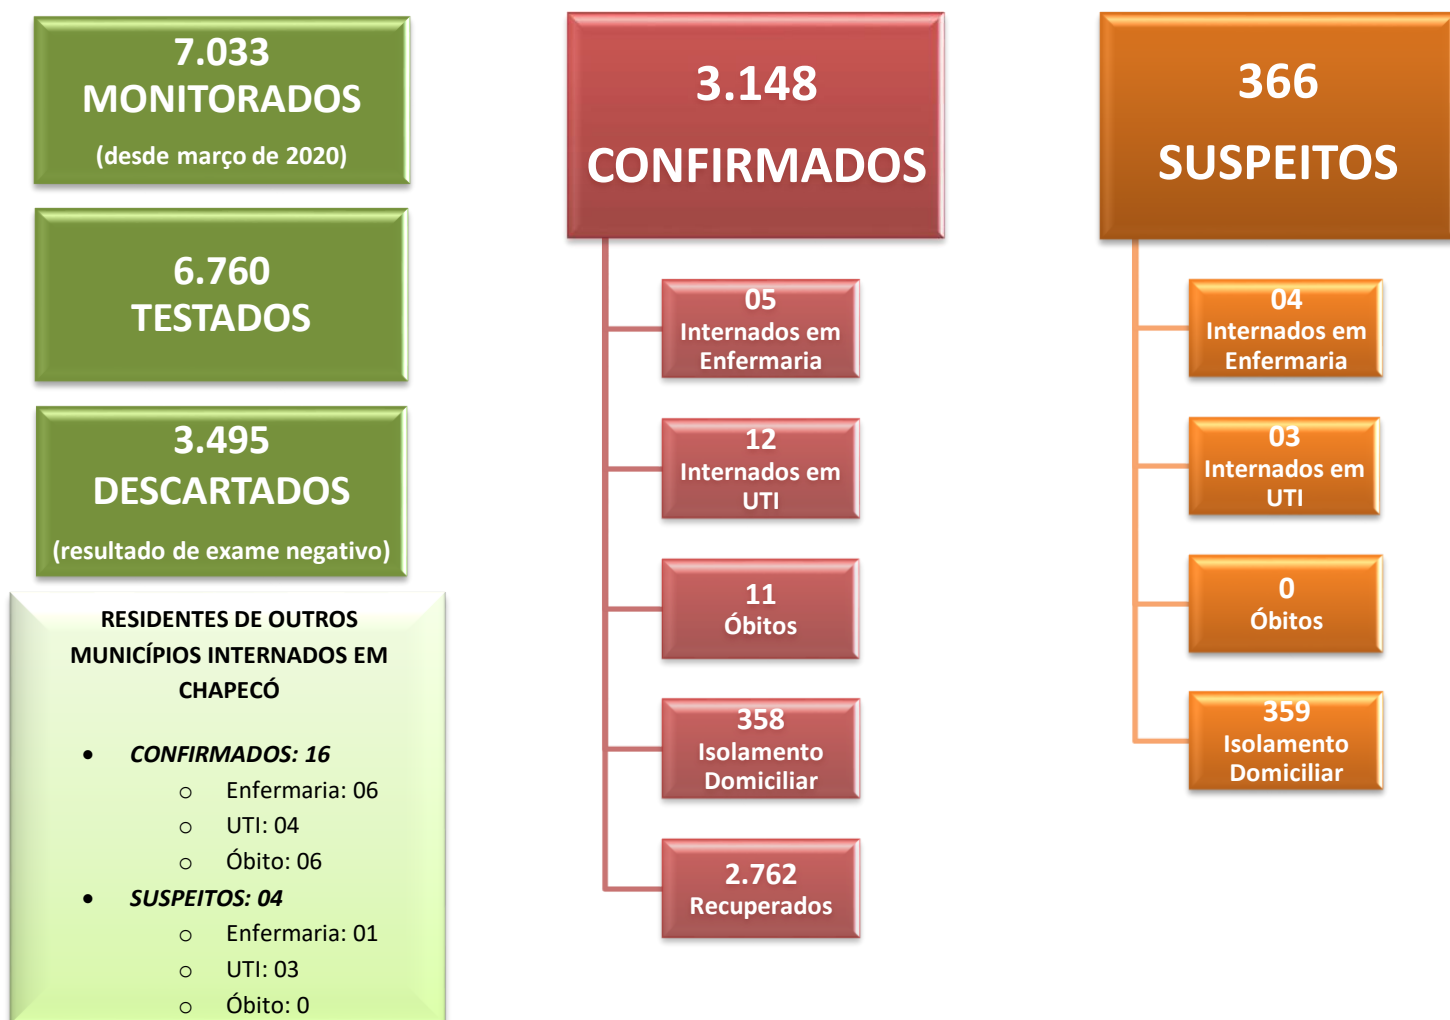 7.033
MONITORADOS
(desde março de 2020)
6.760
TESTADOS
3.495
DESCARTADOS
(resultado de exame negativo)
RESIDENTES DE OUTROS
MUNICÍPIOS INTERNADOS EM
CHAPECÓ
• CONFIRMADOS: 16
o Enfermaria: 06
o UTI: 04
o Óbito: 06
• SUSPEITOS: 04
o Enfermaria: 01
o UTI: 03
o Óbito: 0
3.148
CONFIRMADOS
05
Internados em
Enfermaria
12
Internados em
UTI
11
Óbitos
358
Isolamento
Domiciliar
2.762
Recuperados
366
SUSPEITOS
04
Internados em
Enfermaria
03
Internados em
UTI
0
Óbitos
359
Isolamento
Domiciliar